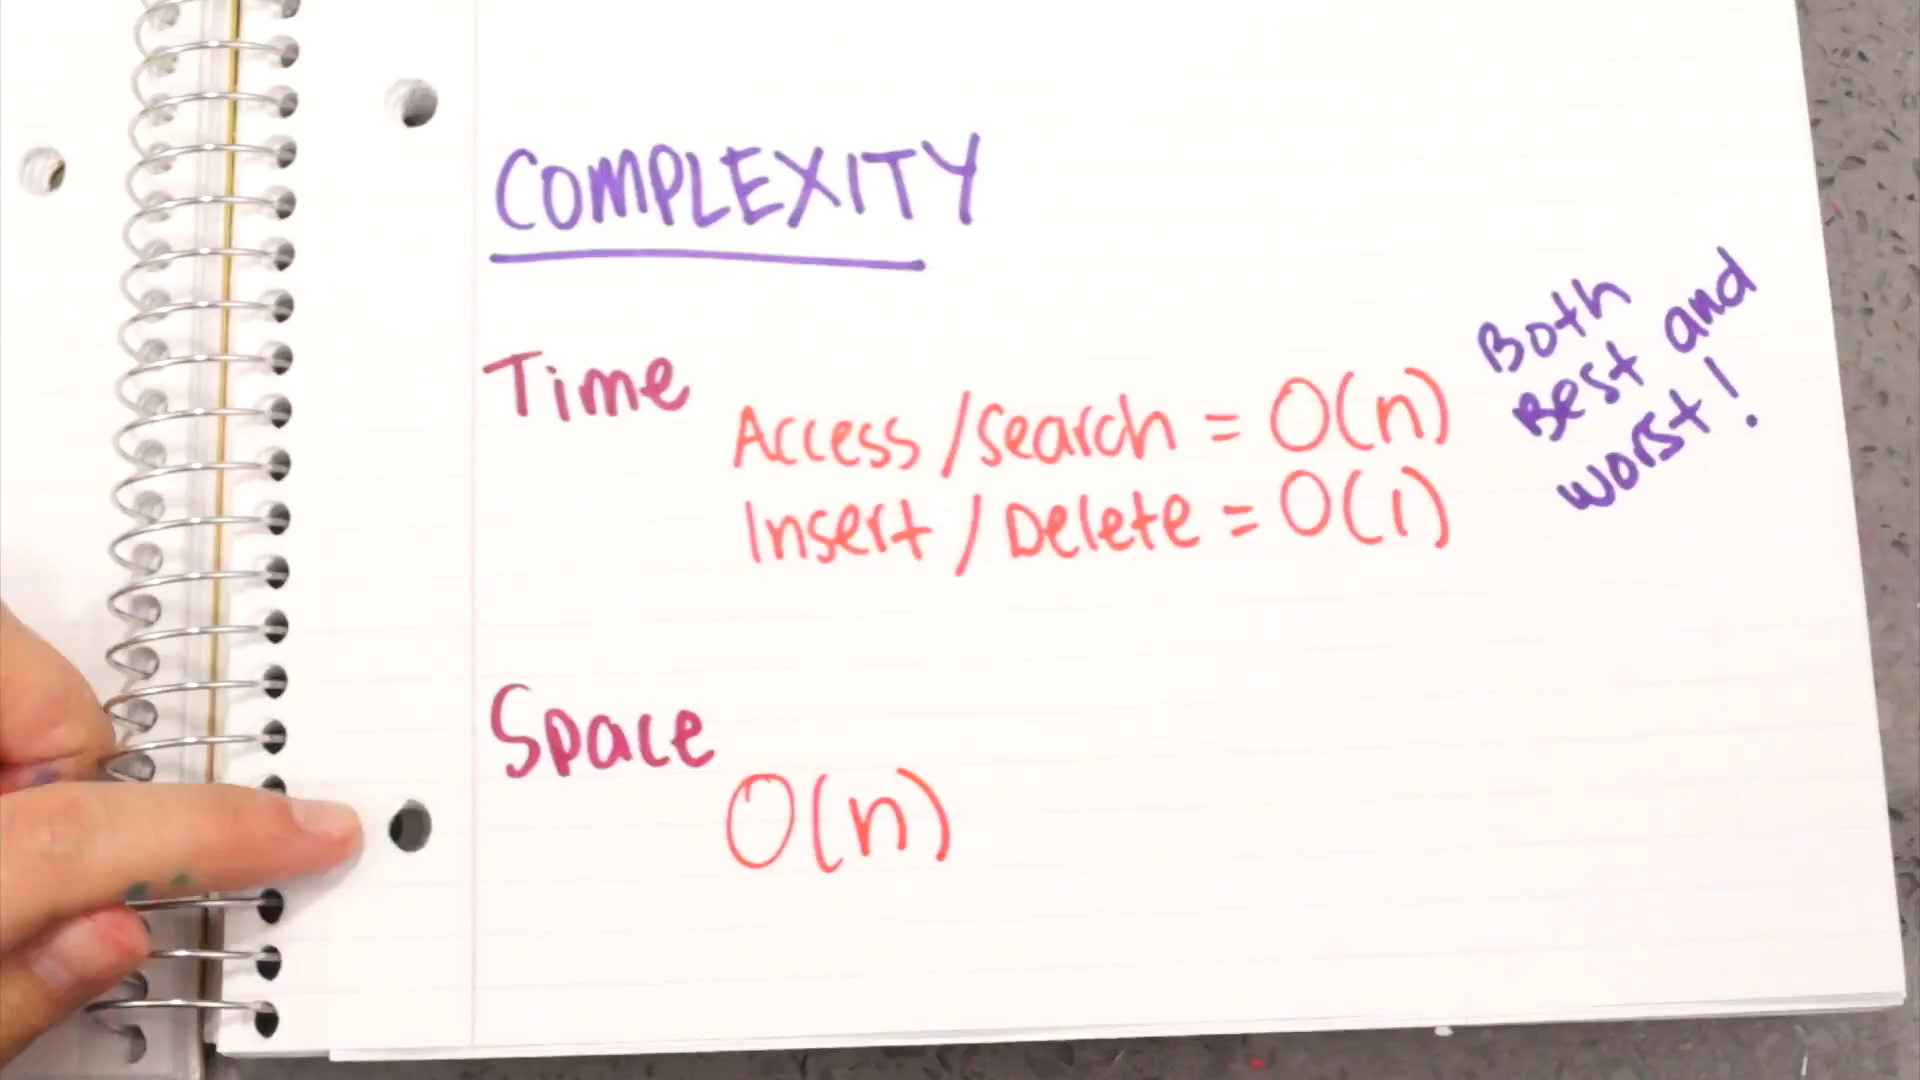 COMPLEXITY
Time
Access/Search = O(n)
Insert/Delete = O(1)
Both
Best and
worst!
Space
O(n)